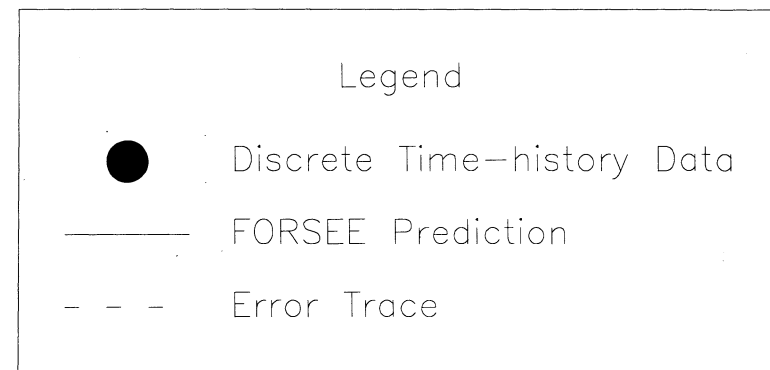 Legend
Discrete Time-history Data
FORSEE Prediction
Error Trace